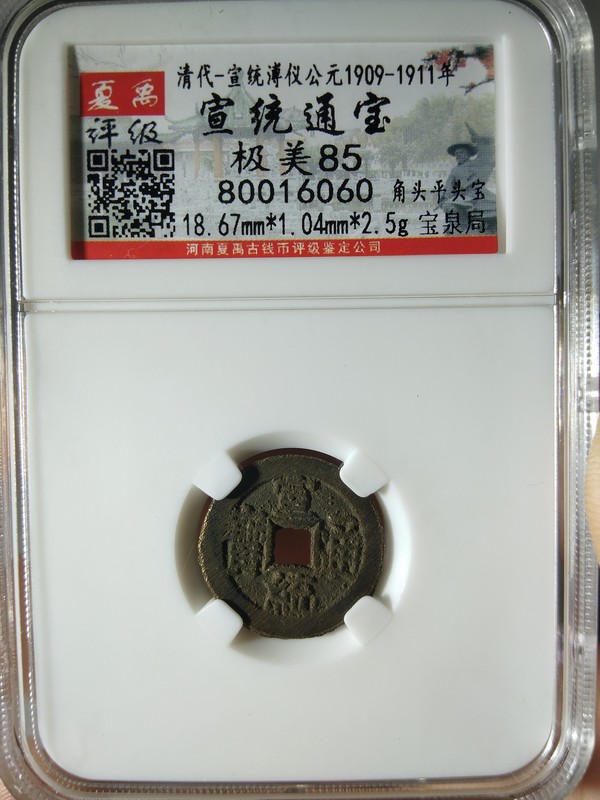 清代-宣统溥仪公元1909-1911年
夏禹
评级
宣统通宝
极美85
80016060 角头平头宝
18.67mm*1.04mm*2.5g 宝泉局
河南夏禹古钱币评级鉴定公司